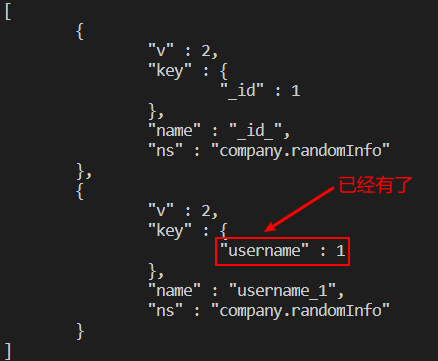 [
{
"v" : 2,
"key" : {
"_id" : 1
},
"name" : "_id_",
"ns" : "company.randomInfo"
},
{
已经有了
"v" : 2,
"key" : {
"username" : 1
},
"name" : "username_1",
"ns" : "company.randomInfo"
}
]